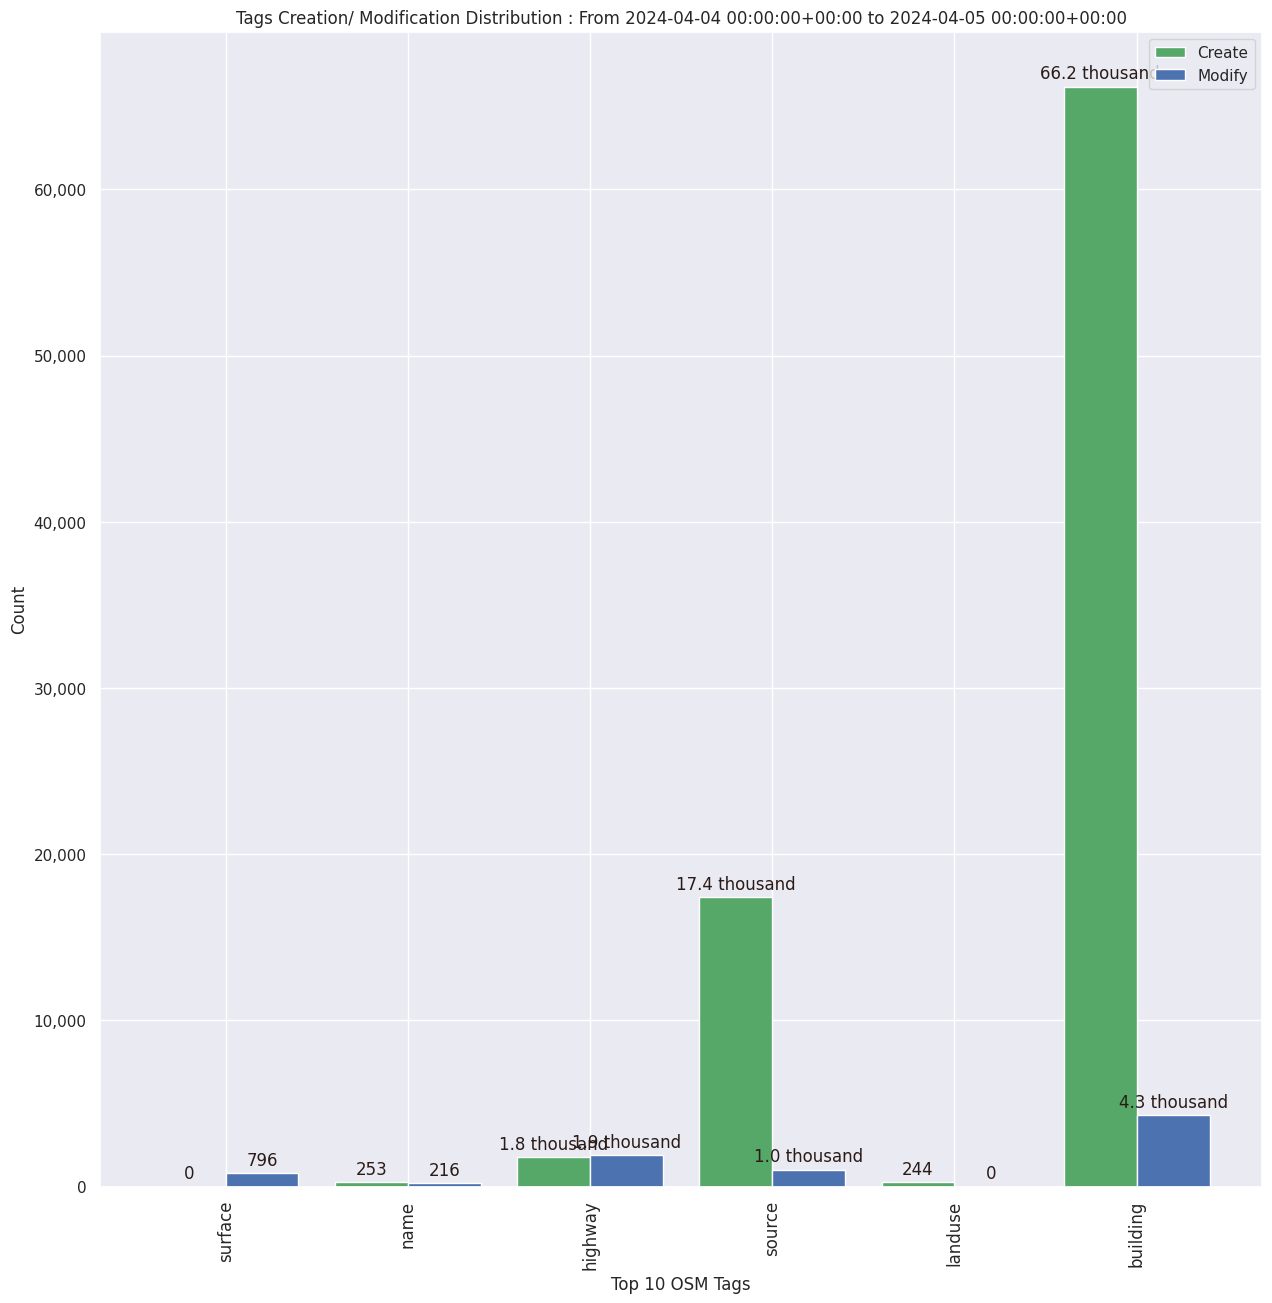 Tags Creation/ Modification Distribution : From 2024-04-04 00:00:00+00:00 to 2024-04-05 00:00:00+00:00
Create
Modify
66.2 thousand
60,000
50,000
40,000
30,000
20,000
10,000
0
Count
0
796
253
216
1.8 thousand
1.9 thousand
17.4 thousand
1.0 thousand
244
0
4.3 thousand
surface
name
highway
source
landuse
building
Top 10 OSM Tags